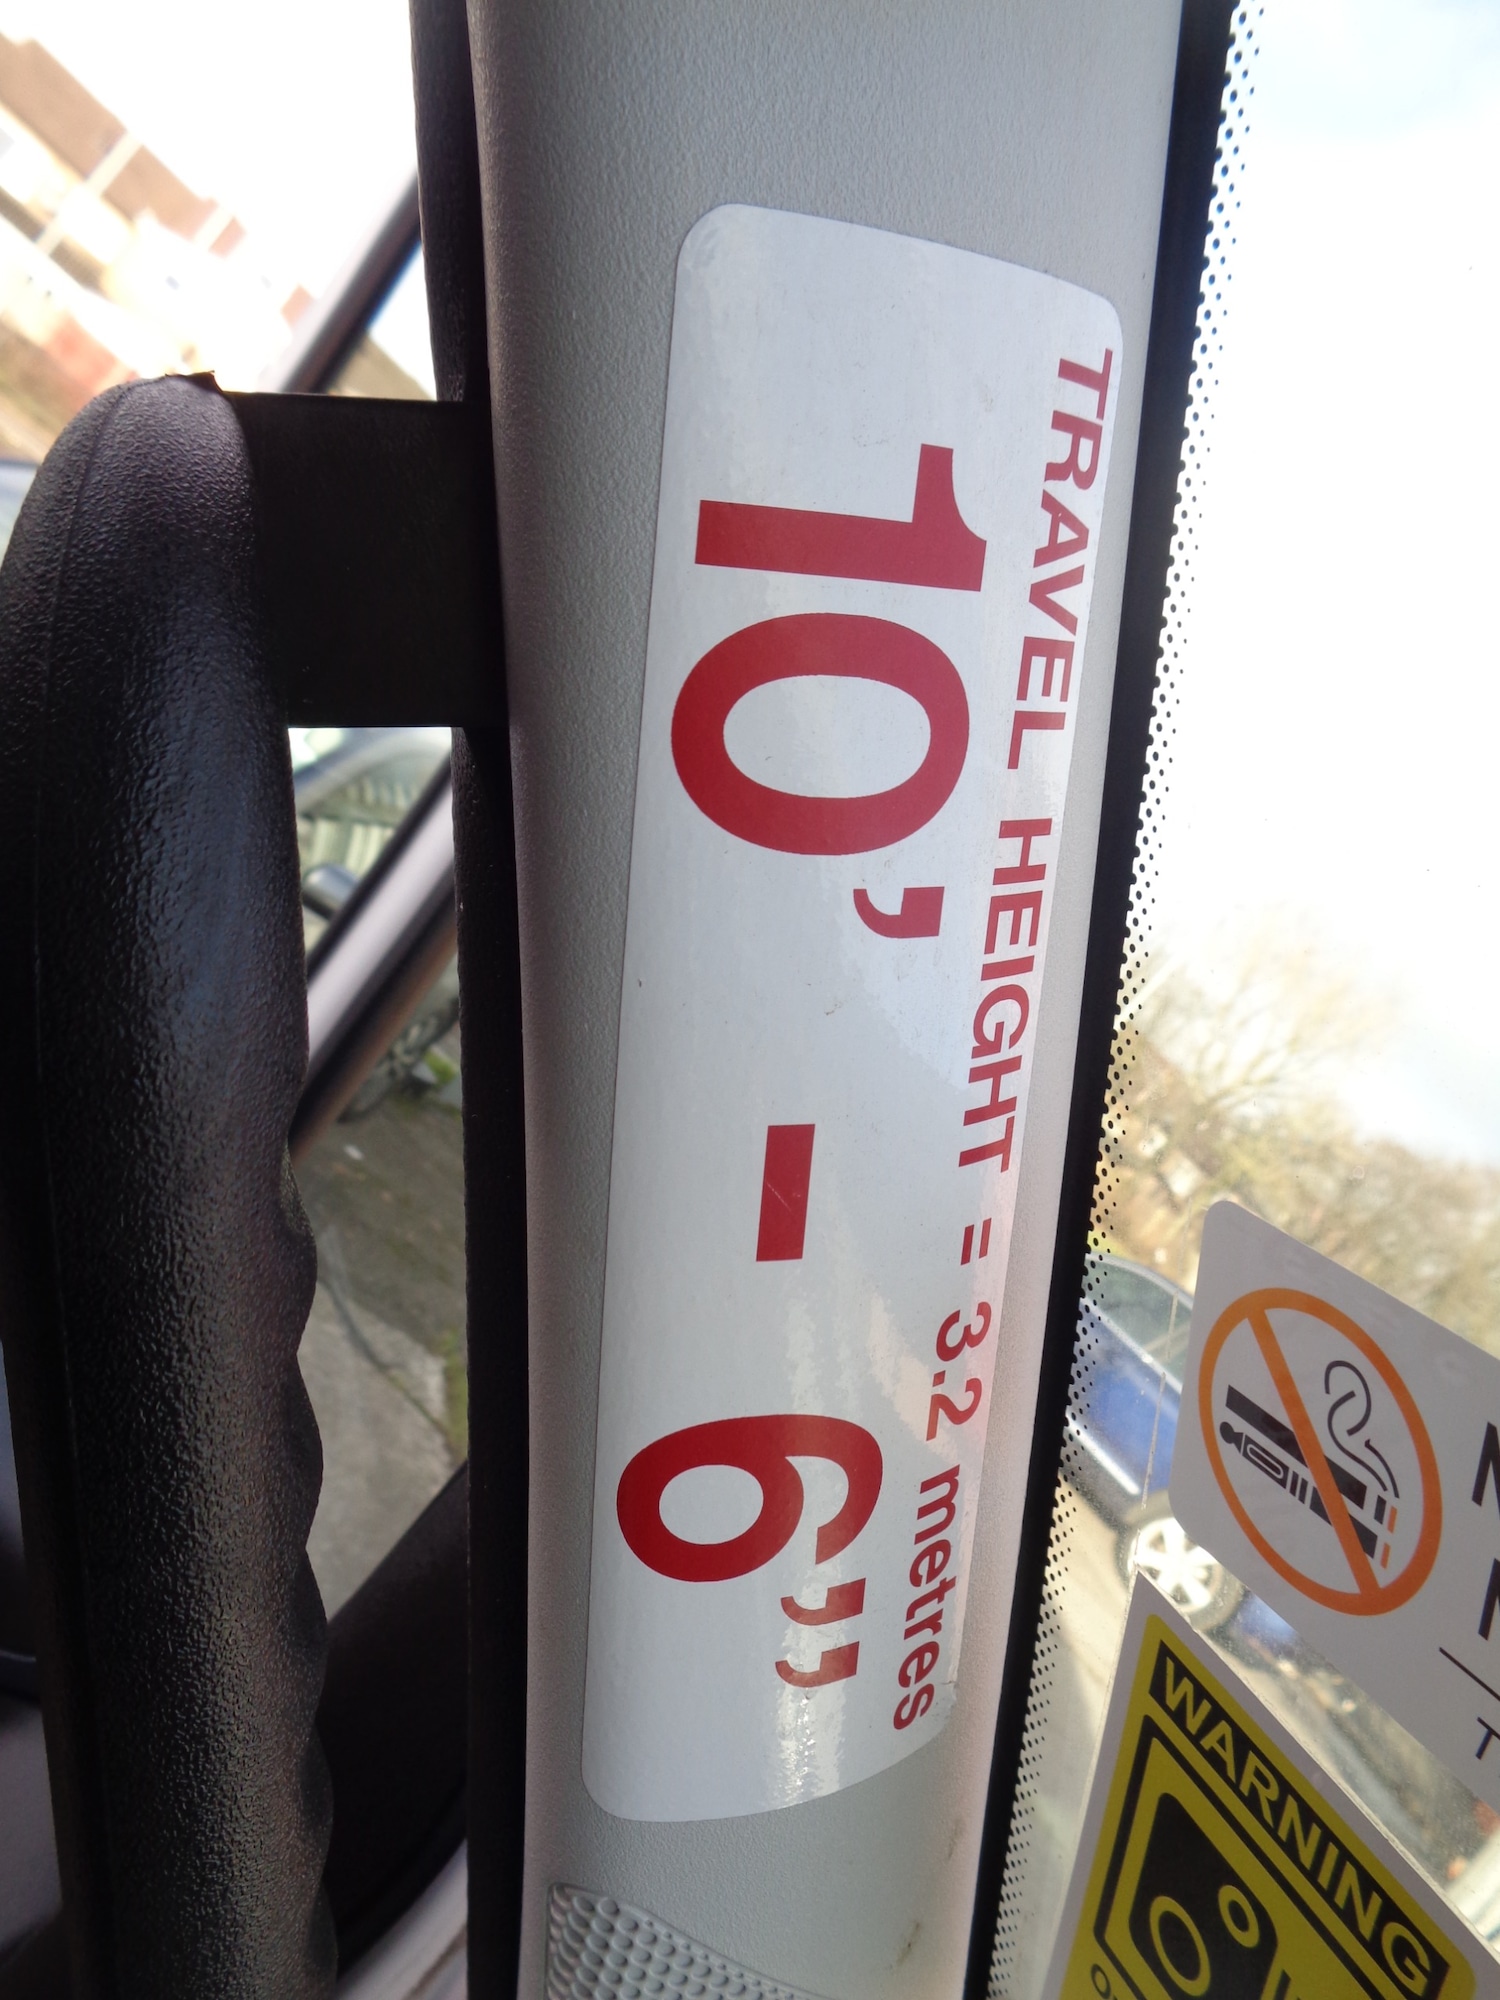 TRAVEL HEIGHT = 3.2 metres
10’ - 6’’
WARNING